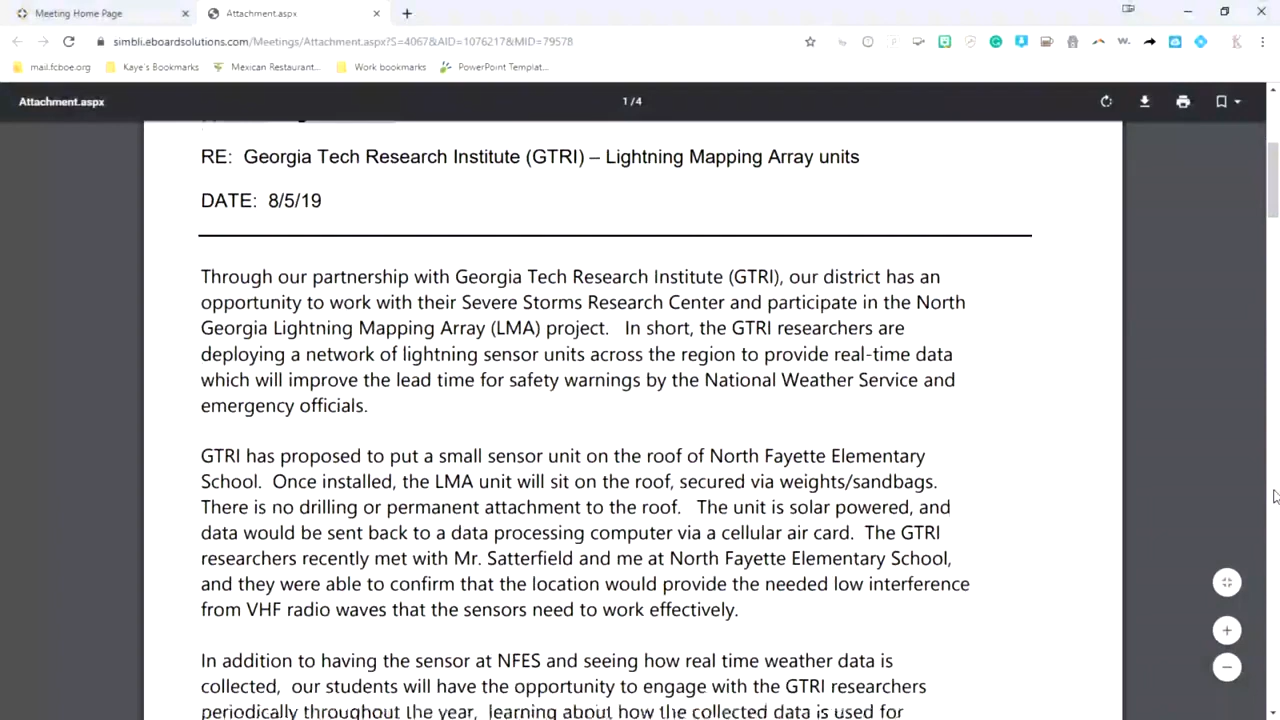 Meeting Home Page
Attachment.aspx
simbli.eboardsolutions.com/Meetings/Attachment.aspx?S=4067&AID=1076217&MID=79578
mail.fcboe.org
Kaye's Bookmarks
Mexican Restaurant...
Work bookmarks
PowerPoint Templat...
Attachment.aspx
1 / 4
RE: Georgia Tech Research Institute (GTRI) – Lightning Mapping Array units
DATE: 8/5/19
Through our partnership with Georgia Tech Research Institute (GTRI), our district has an
opportunity to work with their Severe Storms Research Center and participate in the North
Georgia Lightning Mapping Array (LMA) project. In short, the GTRI researchers are
deploying a network of lightning sensor units across the region to provide real-time data
which will improve the lead time for safety warnings by the National Weather Service and
emergency officials.
GTRI has proposed to put a small sensor unit on the roof of North Fayette Elementary
School. Once installed, the LMA unit will sit on the roof, secured via weights/sandbags.
There is no drilling or permanent attachment to the roof. The unit is solar powered, and
data would be sent back to a data processing computer via a cellular air card. The GTRI
researchers recently met with Mr. Satterfield and me at North Fayette Elementary School,
and they were able to confirm that the location would provide the needed low interference
from VHF radio waves that the sensors need to work effectively.
In addition to having the sensor at NFES and seeing how real time weather data is
collected, our students will have the opportunity to engage with the GTRI researchers
periodically throughout the year, learning about how the collected data is used for